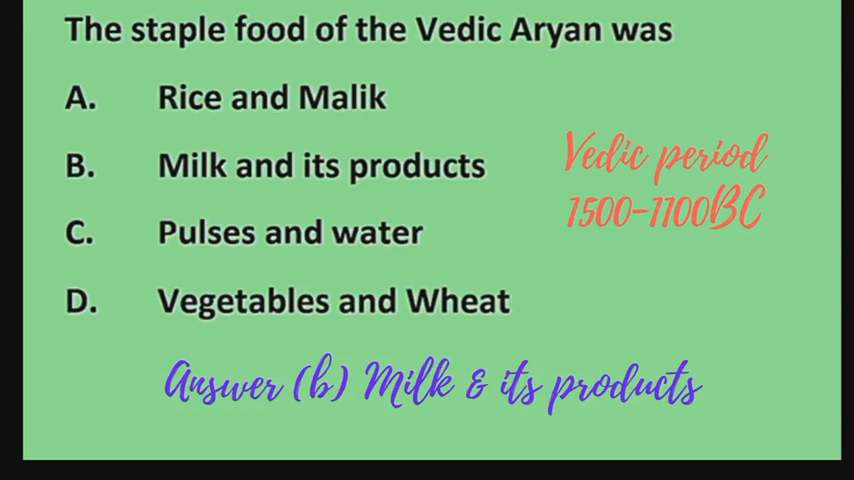 The staple food of the Vedic Aryan was
A. Rice and Malik
B. Milk and its products
Vedic period
1500-1100BC
C. Pulses and water
D. Vegetables and Wheat
Answer (b) Milk & its products